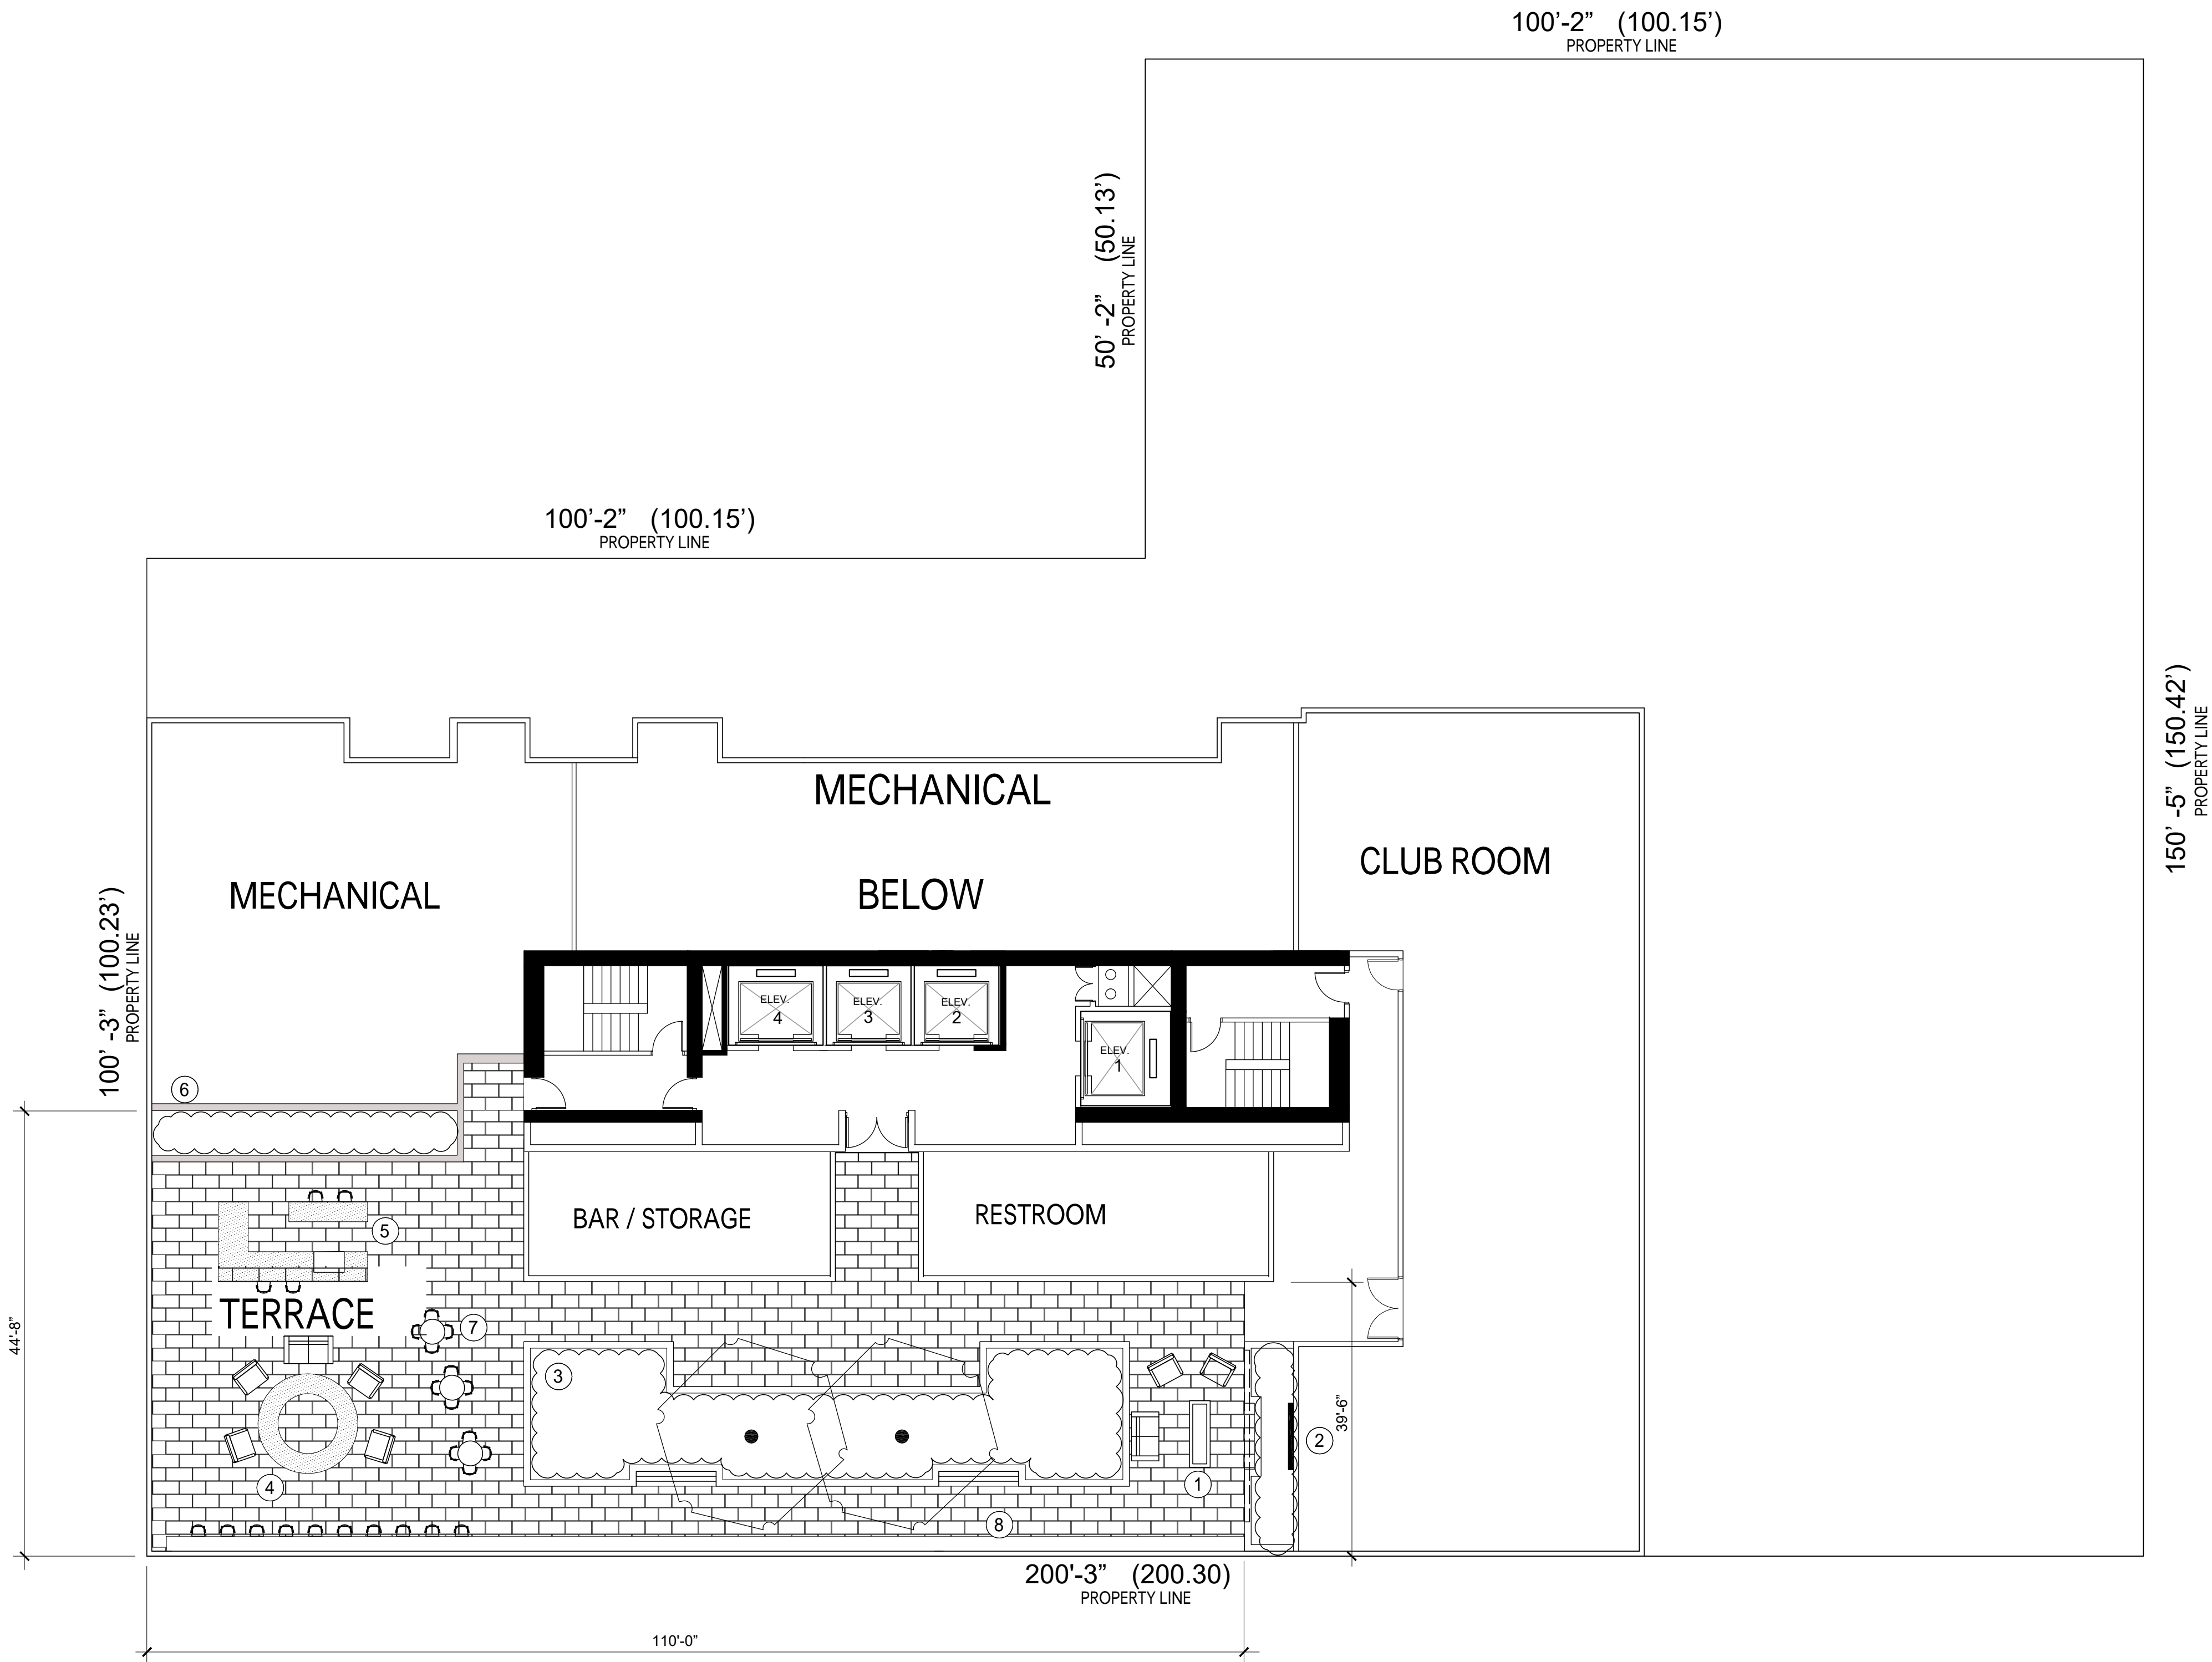 100’-2” (100.15’)
PROPERTY LINE
50’ -2” (50.13’)
PROPERTY LINE
100’-2” (100.15’)
PROPERTY LINE
150’ -5” (150.42’)
PROPERTY LINE
100’ -3” (100.23’)
PROPERTY LINE
MECHANICAL
BELOW
CLUB ROOM
MECHANICAL
ELEV.
4
ELEV.
3
ELEV.
2
ELEV.
1
6
BAR / STORAGE
RESTROOM
5
TERRACE
7
44'-8"
3
39'-6"
2
4
1
8
200'-3” (200.30)
PROPERTY LINE
110'-0”